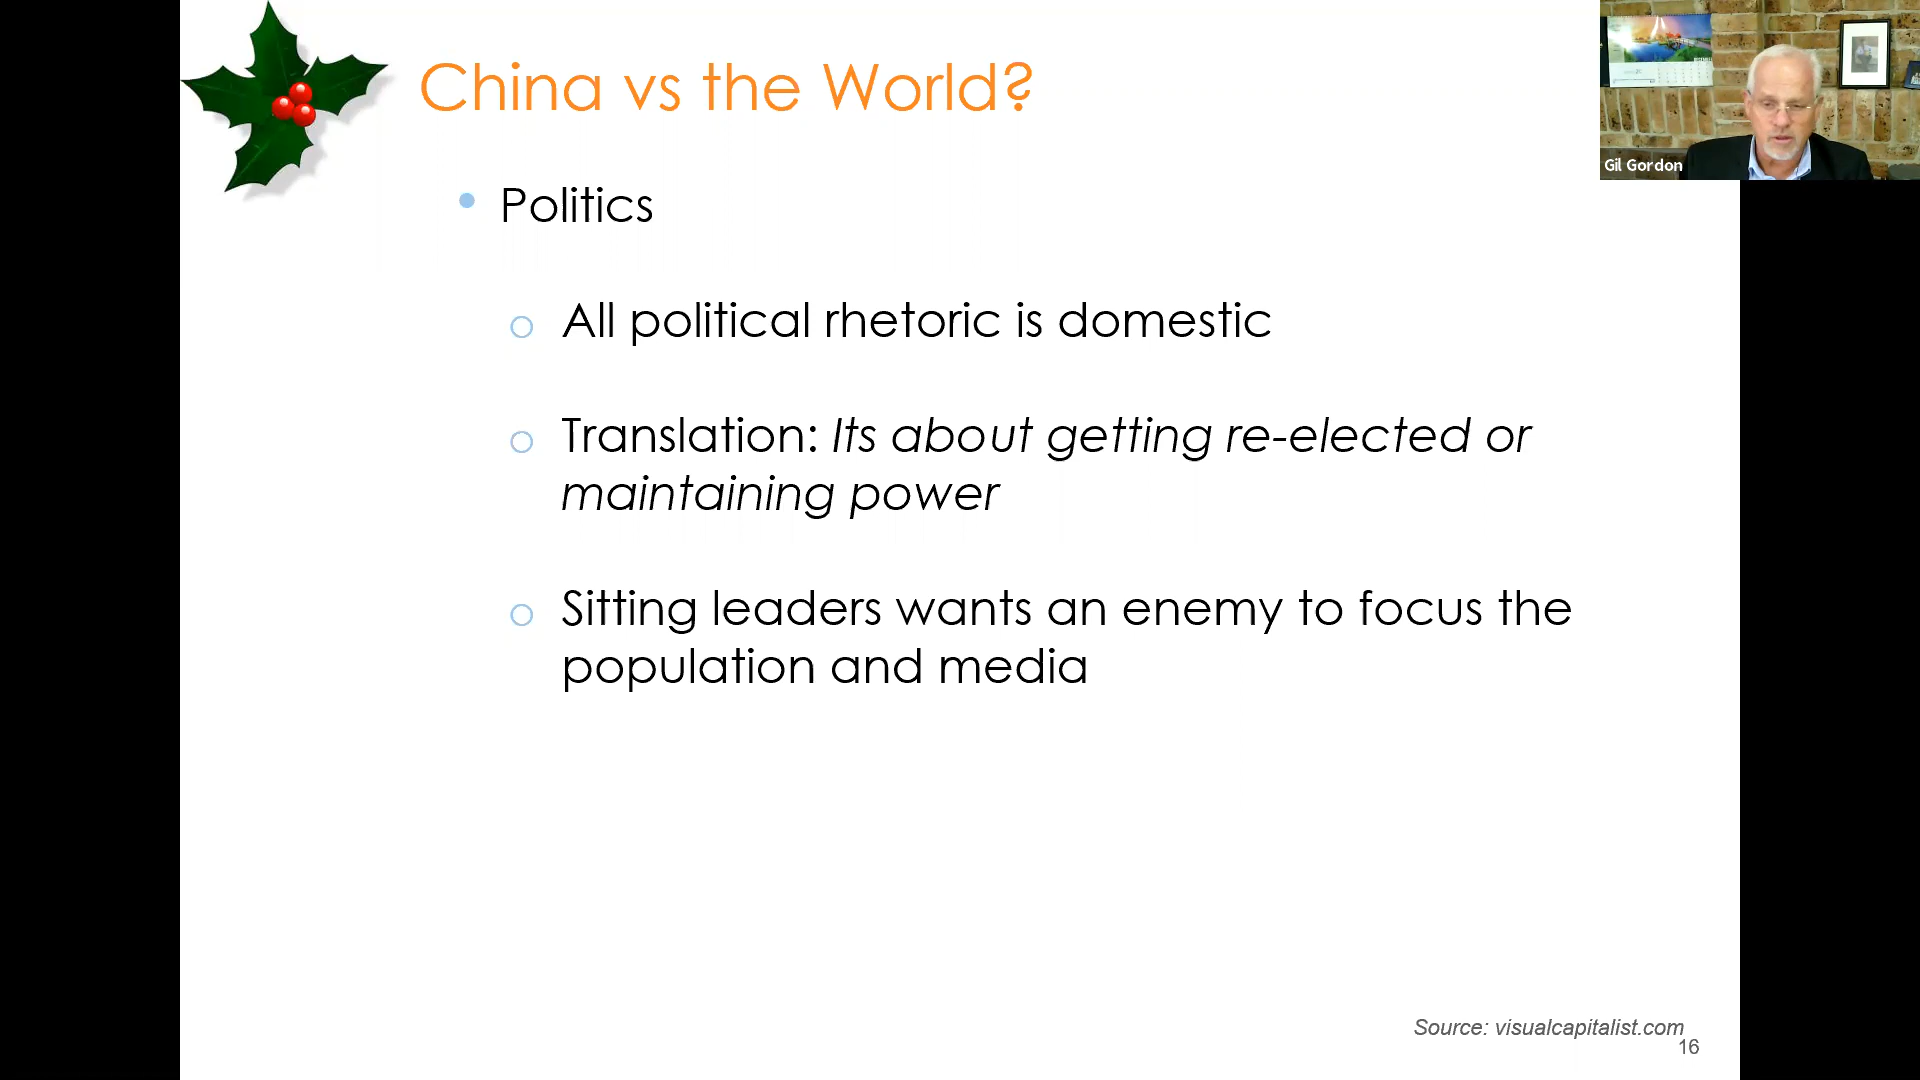 China vs the World?
Gil Gordon
• Politics
o All political rhetoric is domestic
o Translation: Its about getting re-elected or
maintaining power
o Sitting leaders wants an enemy to focus the
population and media
Source: visualcapitalist.com
16